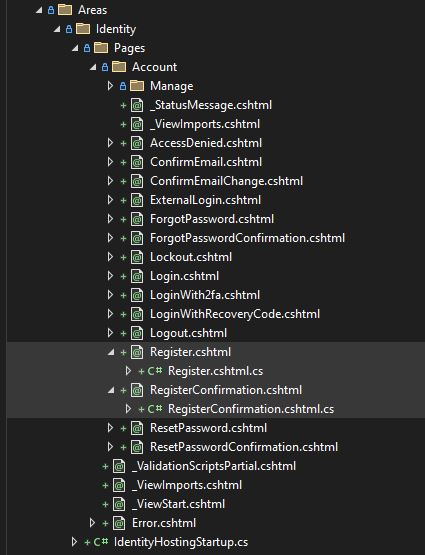 Areas
Identity
Pages
Account
Manage
_StatusMessage.cshtml
_ViewImports.cshtml
AccessDenied.cshtml
ConfirmEmail.cshtml
ConfirmEmailChange.cshtml
ExternalLogin.cshtml
ForgotPassword.cshtml
ForgotPasswordConfirmation.cshtml
Lockout.cshtml
Login.cshtml
LoginWith2fa.cshtml
LoginWithRecoveryCode.cshtml
Logout.cshtml
Register.cshtml
C# Register.cshtml.cs
RegisterConfirmation.cshtml
C# RegisterConfirmation.cshtml.cs
ResetPassword.cshtml
ResetPasswordConfirmation.cshtml
_ValidationScriptsPartial.cshtml
_ViewImports.cshtml
_ViewStart.cshtml
Error.cshtml
C# IdentityHostingStartup.cs